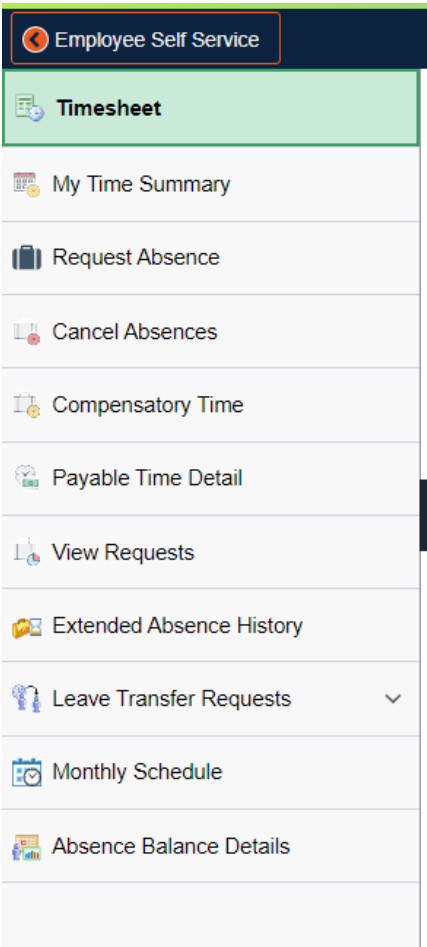 Employee Self Service
Timesheet
My Time Summary
Request Absence
Cancel Absences
Compensatory Time
Payable Time Detail
View Requests
Extended Absence History
Leave Transfer Requests
Monthly Schedule
Absence Balance Details